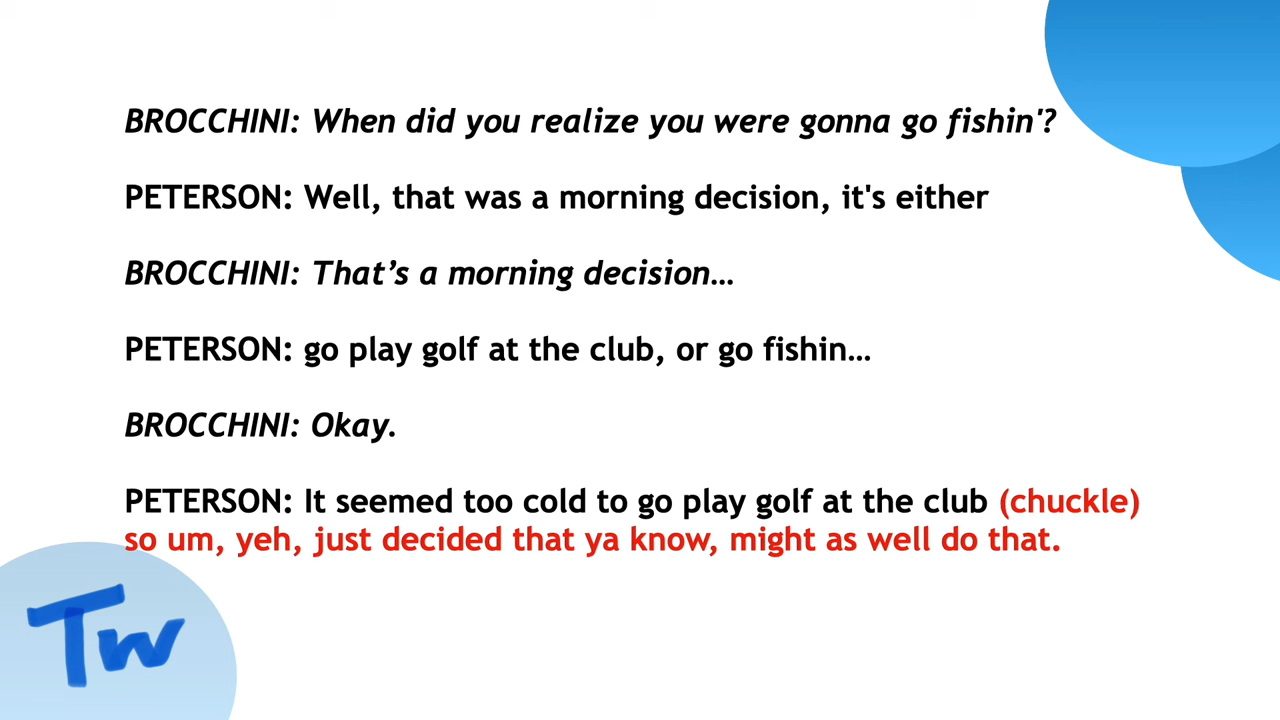 BROCCHINI: When did you realize you were gonna go fishin'?
PETERSON: Well, that was a morning decision, it's either
BROCCHINI: That’s a morning decision…
PETERSON: go play golf at the club, or go fishin…
BROCCHINI: Okay.
PETERSON: It seemed too cold to go play golf at the club (chuckle)
so um, yeh, just decided that ya know, might as well do that.
Tw